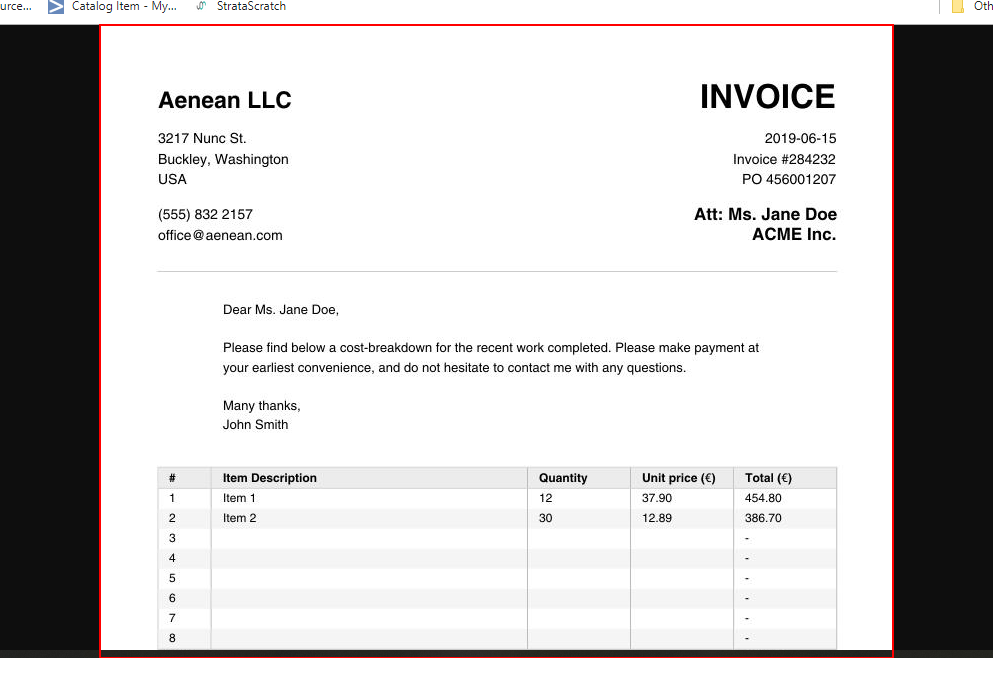 urce... Catalog Item - My... StrataScratch Oth
Aenean LLC INVOICE
3217 Nunc St. 2019-06-15
Buckley, Washington Invoice #284232
USA PO 456001207
(555) 832 2157 Att: Ms. Jane Doe
office@aenean.com ACME Inc.
Dear Ms. Jane Doe,
Please find below a cost-breakdown for the recent work completed. Please make payment at
your earliest convenience, and do not hesitate to contact me with any questions.
Many thanks,
John Smith
# Item Description Quantity Unit price (€) Total (€)
1 Item 1 12 37.90 454.80
2 Item 2 30 12.89 386.70
3 -
4 -
5 -
6 -
7 -
8 -